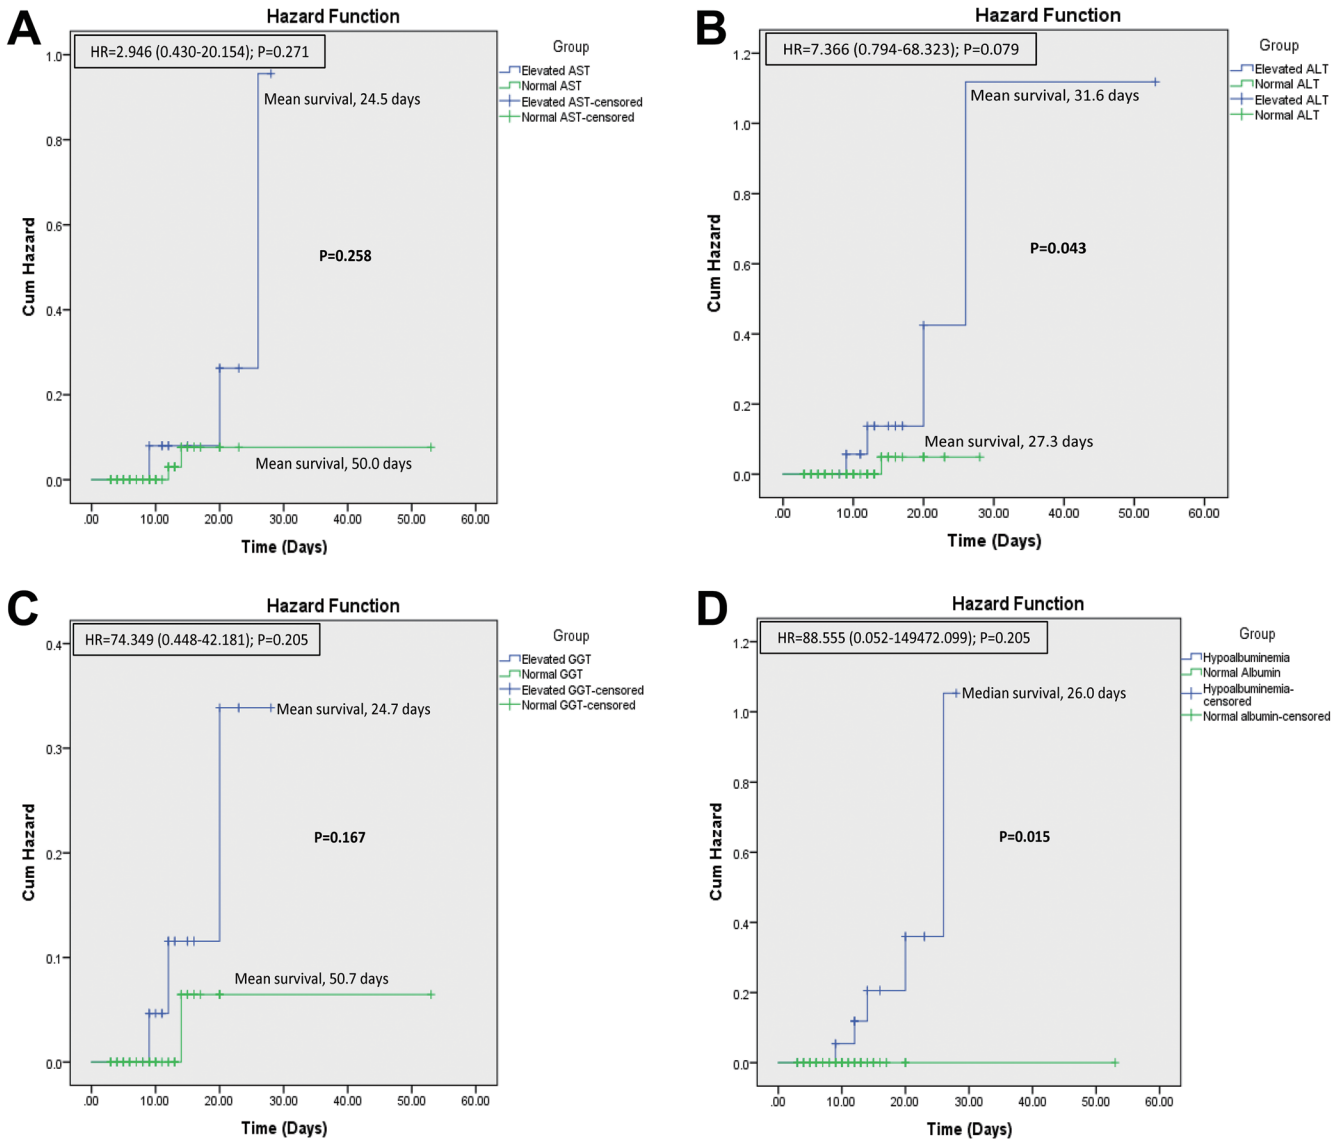 A
Hazard Function
HR=2.946 (0.430-20.154); P=0.271
Group
Elevated AST
Normal AST
Elevated AST-censored
Normal AST-censored
Mean survival, 24.5 days
P=0.258
Mean survival, 50.0 days
Cum Hazard
1.0
0.8
0.6
0.4
0.2
0.0
.00 10.00 20.00 30.00 40.00 50.00 60.00
Time (Days)
B
Hazard Function
HR=7.366 (0.794-68.323); P=0.079
Group
Elevated ALT
Normal ALT
Elevated ALT
Normal ALT
Mean survival, 31.6 days
P=0.043
Mean survival, 27.3 days
Cum Hazard
1.2
1.0
0.8
0.6
0.4
0.2
0.0
.00 10.00 20.00 30.00 40.00 50.00 60.00
Time (Days)
C
Hazard Function
HR=74.349 (0.448-42.181); P=0.205
Group
Elevated GGT
Normal GGT
Elevated GGT-censored
Normal GGT-censored
Mean survival, 24.7 days
P=0.167
Mean survival, 50.7 days
Cum Hazard
0.4
0.3
0.2
0.1
0.0
.00 10.00 20.00 30.00 40.00 50.00 60.00
Time (Days)
D
Hazard Function
HR=88.555 (0.052-149472.099); P=0.205
Group
Hypoalbuminemia
Normal Albumin
Hypoalbuminemia-
censored
Normal albumin-censored
Median survival, 26.0 days
P=0.015
Cum Hazard
1.2
1.0
0.8
0.6
0.4
0.2
0.0
.00 10.00 20.00 30.00 40.00 50.00 60.00
Time (Days)